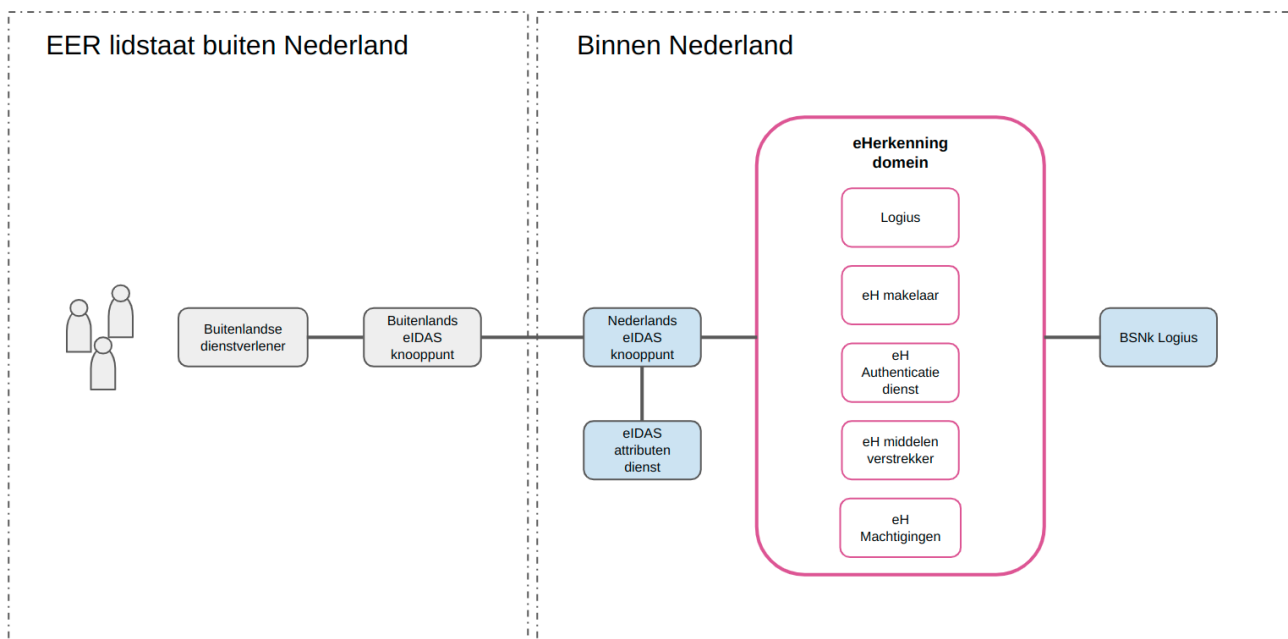 EER lidstaat buiten Nederland
Binnen Nederland
eHerkenning
domein
Logius
eH makelaar
Buitenlandse
dienstverlener
Buitenlands
eIDAS
knooppunt
Nederlands
eIDAS
knooppunt
eH
Authenticatie
dienst
BSNk Logius
eIDAS
attributen
dienst
eH middelen
verstrekker
eH
Machtigingen